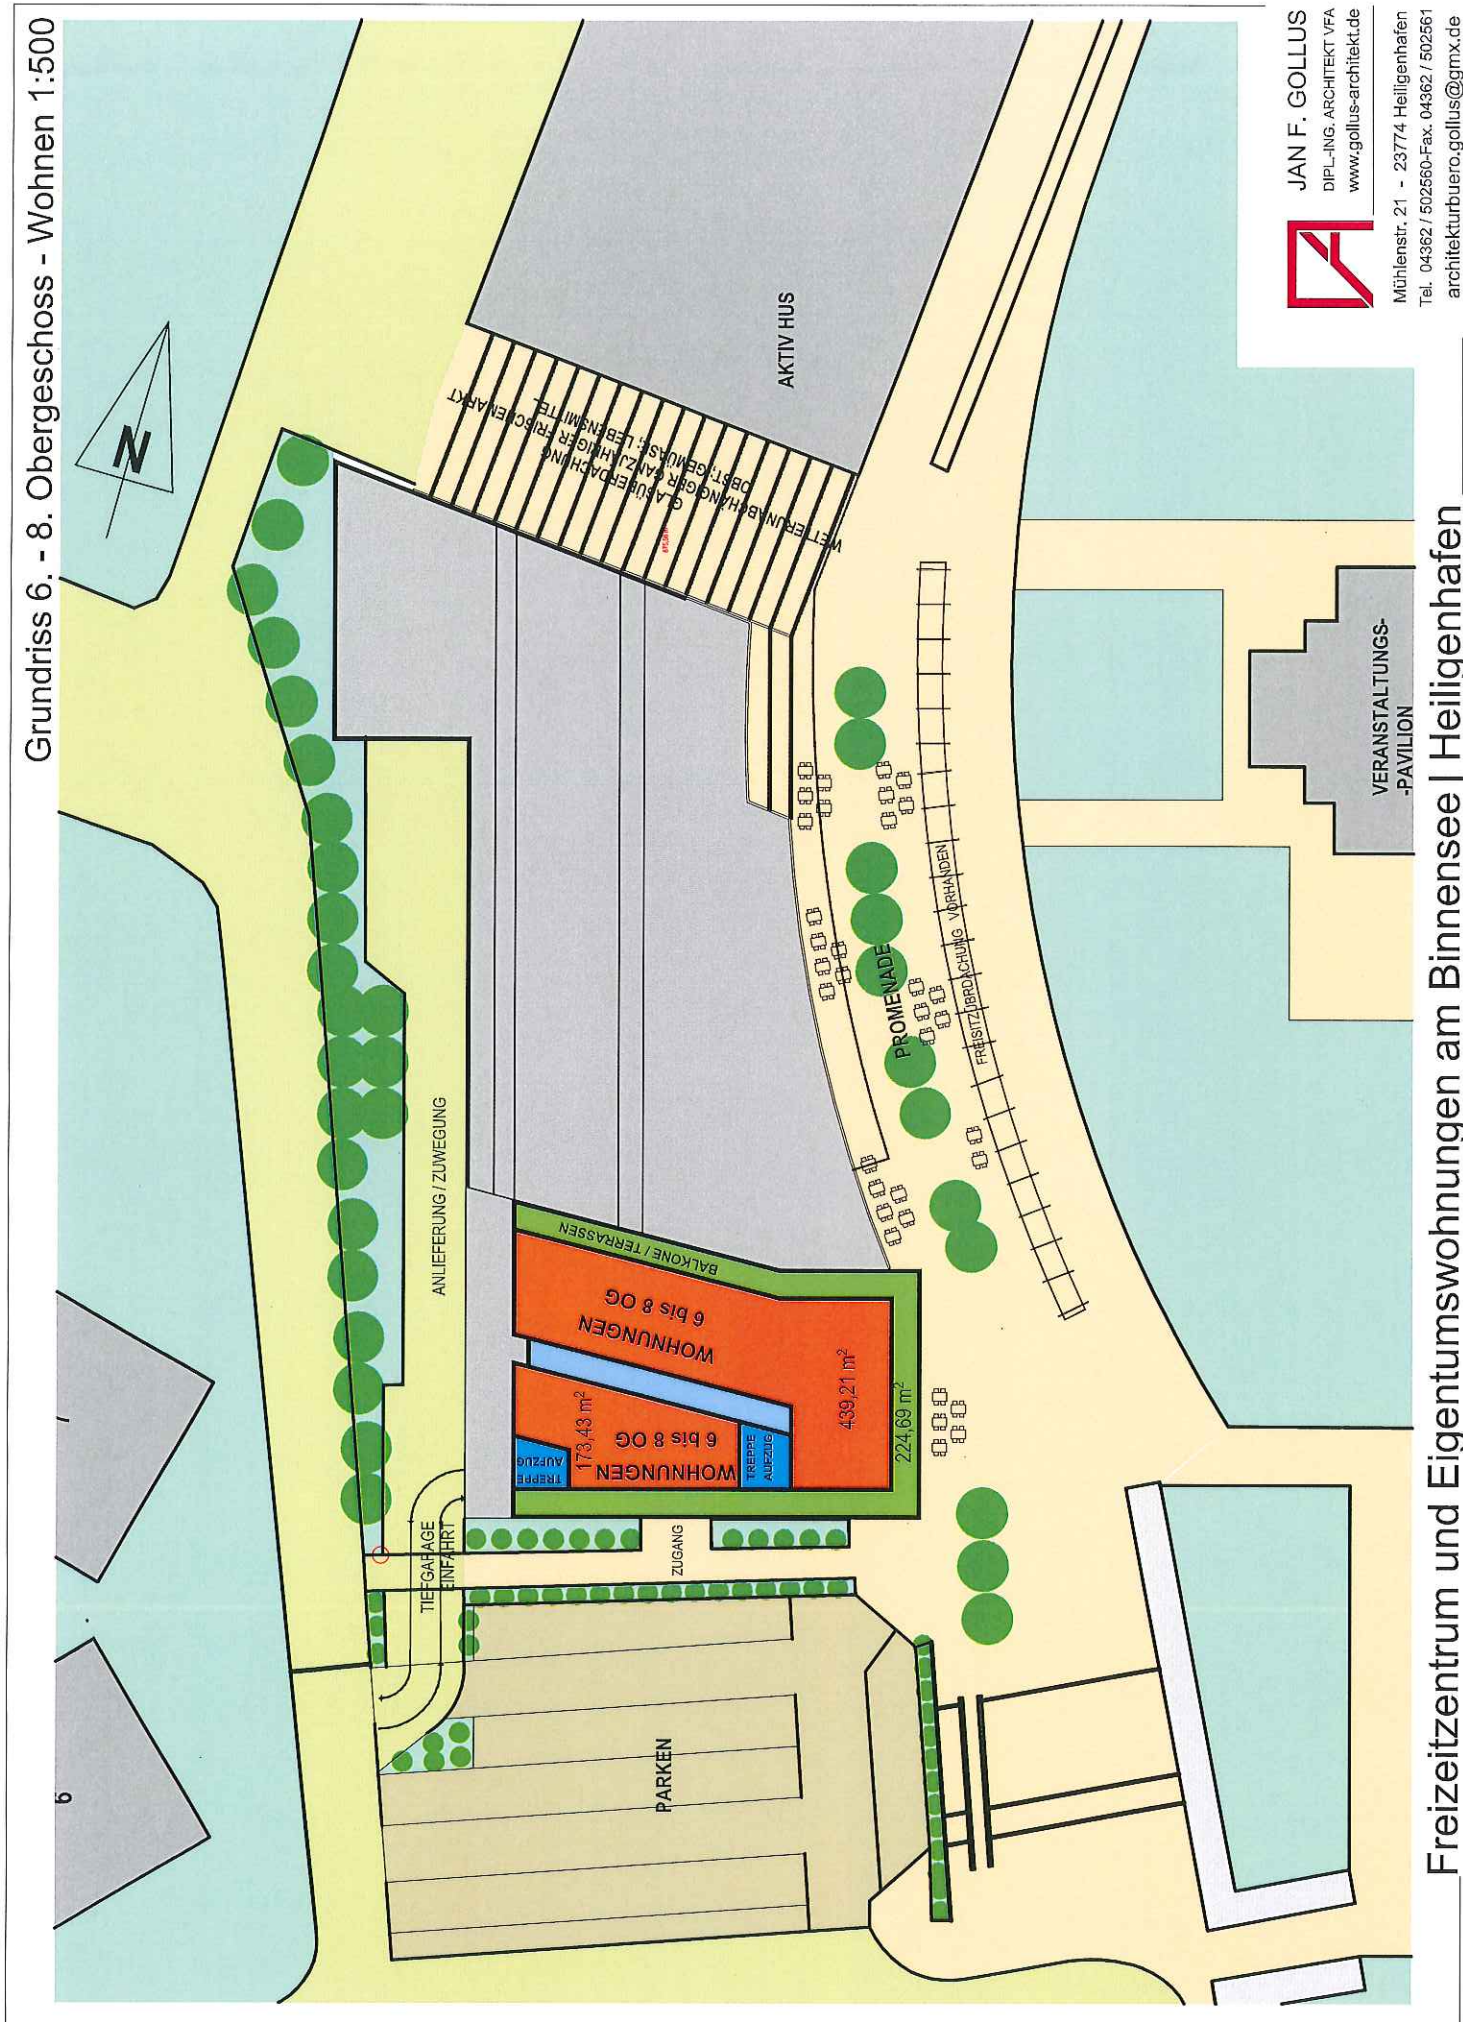 Grundriss 6. - 8. Obergeschoss - Wohnen 1:500
N
GLASÜBERDACHUNG
WETTERUNABHÄNGIGER GANZJÄHRIGER FRISCHEMARKT
OBST; GEMÜASE; LEBENSMITTEL
AKTIV HUS
ANLIEFERUNG / ZUWEGUNG
BALKONE / TERRASSEN
WOHNUNGEN
6 bis 8 OG
439,21 m²
224,69 m²
173,43 m²
WOHNUNGEN
6 bis 8 OG
TREPPE
AUFZUG
TREPPE
AUFZUG
TIEFGARAGE
EINFAHRT
ZUGANG
PARKEN
PROMENADE
FREISITZÜBRDACHUNG VORHANDEN
VERANSTALTUNGS-
-PAVILION
6
JAN F. GOLLUS
DIPL.-ING. ARCHITEKT VFA
www.gollus-architekt.de
Mühlenstr. 21 - 23774 Heiligenhafen
Tel. 04362 / 502560-Fax. 04362 / 502561
architekturbuero.gollus@gmx.de
Freizeitzentrum und Eigentumswohnungen am Binnensee | Heiligenhafen